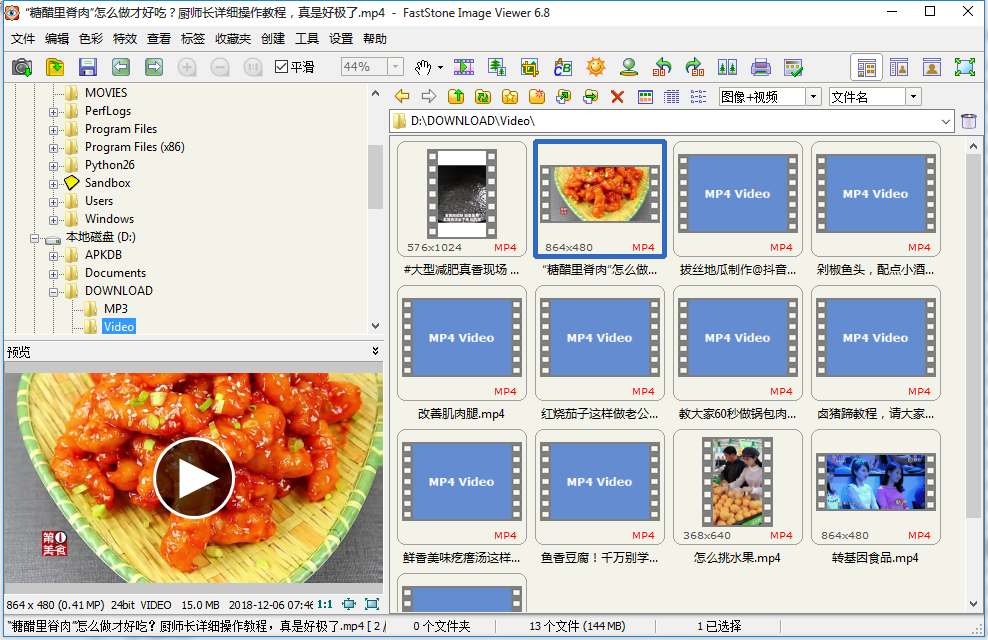 “糖醋里脊肉”怎么做才好吃？厨师长详细操作教程，真是好极了.mp4 - FastStone Image Viewer 6.8
文件 编辑 色彩 特效 查看 标签 收藏夹 创建 工具 设置 帮助
平滑 44%
MOVIES
PerfLogs
Program Files
Program Files (x86)
Python26
Sandbox
Users
Windows
本地磁盘 (D:)
APKDB
Documents
DOWNLOAD
MP3
Video
预览
第1
美食
864 x 480 (0.41 MP) 24bit VIDEO 15.0 MB 2018-12-06 07:46 1:1
图像+视频 文件名
D:\DOWNLOAD\Video\
MP4 Video MP4 Video
576x1024 MP4 864x480 MP4 MP4 MP4
#大型减肥真香现场 ... “糖醋里脊肉”怎么做... 拔丝地瓜制作@抖音... 剁椒鱼头，配点小酒...
MP4 Video MP4 Video MP4 Video MP4 Video
MP4 MP4 MP4 MP4
改善肌肉腿.mp4 红烧茄子这样做老公... 教大家60秒做锅包肉... 卤猪蹄教程，请大家...
MP4 Video MP4 Video
MP4 MP4 368x640 MP4 864x480 MP4
鲜香美味疙瘩汤这样... 鱼香豆腐！千万别学... 怎么挑水果.mp4 转基因食品.mp4
“糖醋里脊肉”怎么做才好吃？厨师长详细操作教程，真是好极了.mp4 [ 2 / 0 个文件夹 13 个文件 (144 MB) 1 已选择